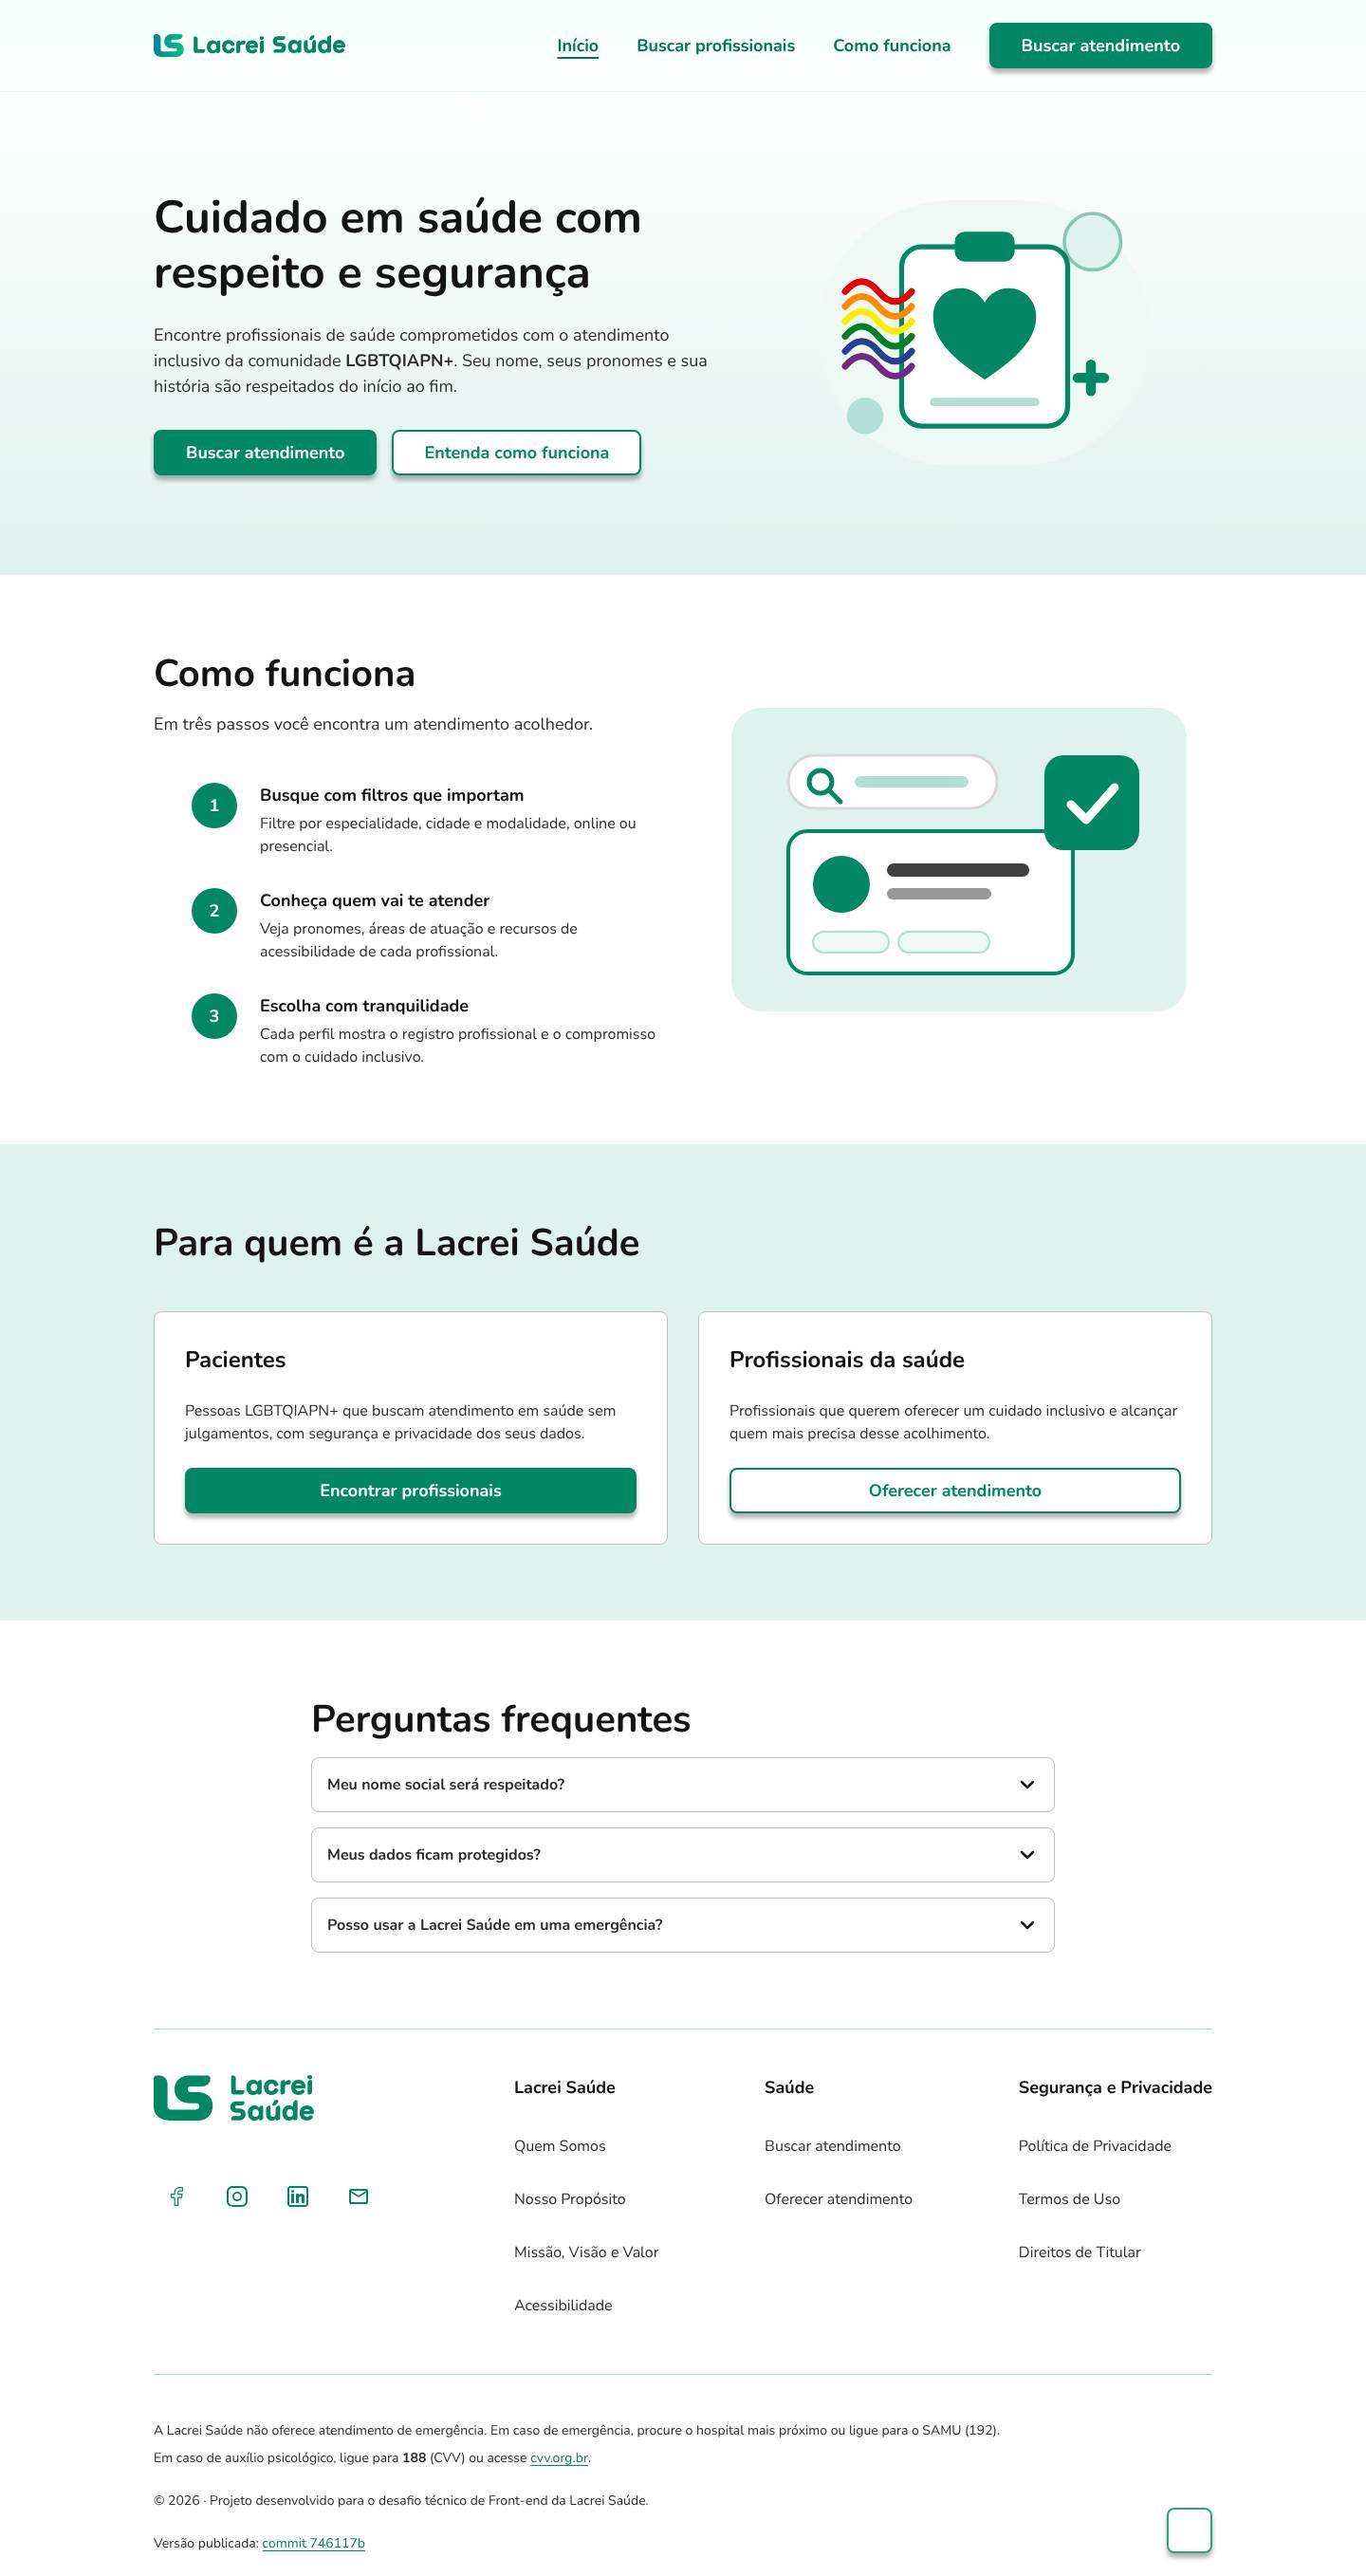 Lacrei Saúde
Início
Buscar profissionais
Como funciona
Buscar atendimento
Cuidado em saúde com
respeito e segurança
Encontre profissionais de saúde comprometidos com o atendimento
inclusivo da comunidade LGBTQIAPN+. Seu nome, seus pronomes e sua
história são respeitados do início ao fim.
Buscar atendimento
Entenda como funciona
Como funciona
Em três passos você encontra um atendimento acolhedor.
1
Busque com filtros que importam
Filtre por especialidade, cidade e modalidade, online ou
presencial.
2
Conheça quem vai te atender
Veja pronomes, áreas de atuação e recursos de
acessibilidade de cada profissional.
3
Escolha com tranquilidade
Cada perfil mostra o registro profissional e o compromisso
com o cuidado inclusivo.
Para quem é a Lacrei Saúde
Pacientes
Pessoas LGBTQIAPN+ que buscam atendimento em saúde sem
julgamentos, com segurança e privacidade dos seus dados.
Encontrar profissionais
Profissionais da saúde
Profissionais que querem oferecer um cuidado inclusivo e alcançar
quem mais precisa desse acolhimento.
Oferecer atendimento
Perguntas frequentes
Meu nome social será respeitado?
Meus dados ficam protegidos?
Posso usar a Lacrei Saúde em uma emergência?
Lacrei
Saúde
Lacrei Saúde
Quem Somos
Nosso Propósito
Missão, Visão e Valor
Acessibilidade
Saúde
Buscar atendimento
Oferecer atendimento
Segurança e Privacidade
Política de Privacidade
Termos de Uso
Direitos de Titular
A Lacrei Saúde não oferece atendimento de emergência. Em caso de emergência, procure o hospital mais próximo ou ligue para o SAMU (192).
Em caso de auxílio psicológico, ligue para 188 (CVV) ou acesse cvv.org.br.
© 2026 · Projeto desenvolvido para o desafio técnico de Front-end da Lacrei Saúde.
Versão publicada: commit 746117b